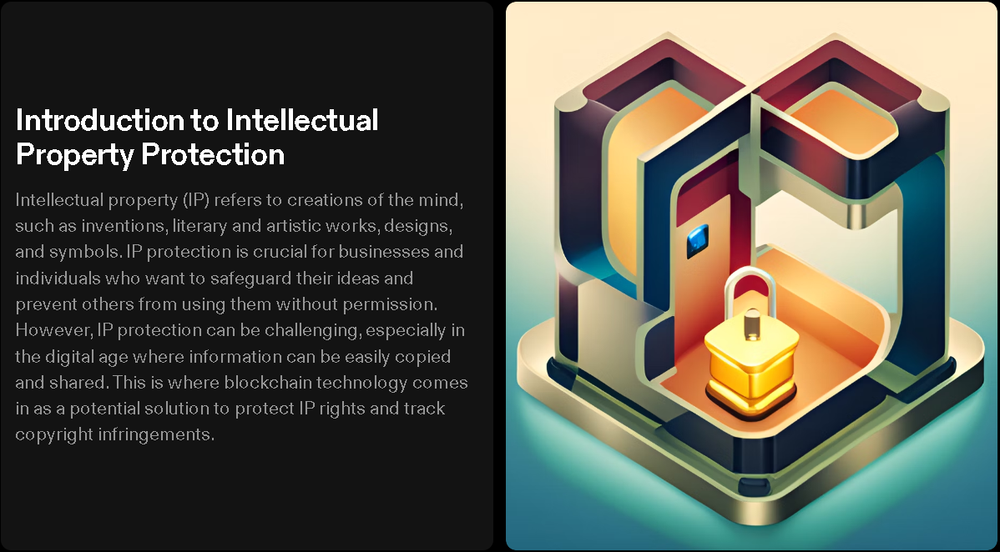 Introduction to Intellectual
Property Protection
Intellectual property (IP) refers to creations of the mind,
such as inventions, literary and artistic works, designs,
and symbols. IP protection is crucial for businesses and
individuals who want to safeguard their ideas and
prevent others from using them without permission.
However, IP protection can be challenging, especially in
the digital age where information can be easily copied
and shared. This is where blockchain technology comes
in as a potential solution to protect IP rights and track
copyright infringements.